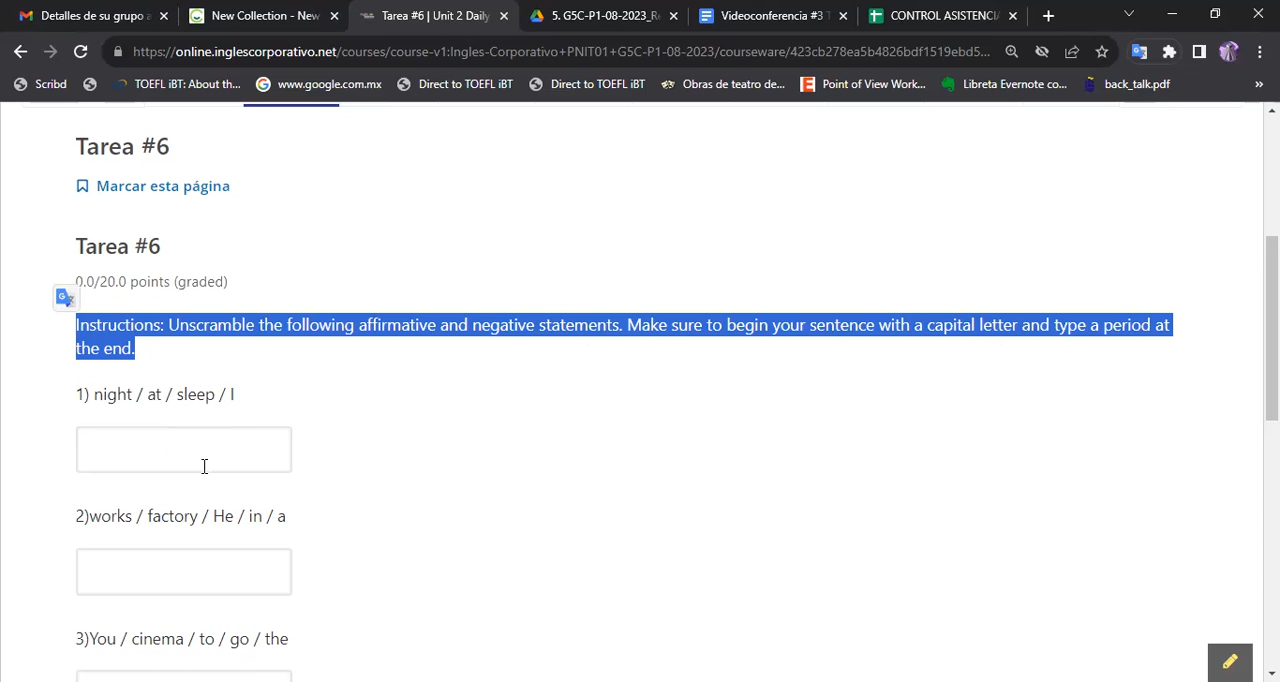 Detalles de su grupo a
New Collection - New
Tarea #6 | Unit 2 Daily
5. G5C-P1-08-2023_Re
Videoconferencia #3 T
CONTROL ASISTENCIA
https://online.inglescorporativo.net/courses/course-v1:Ingles-Corporativo+PNIT01+G5C-P1-08-2023/courseware/423cb278ea5b4826bdf1519ebd5...
Scribd
TOEFL iBT: About th...
www.google.com.mx
Direct to TOEFL iBT
Direct to TOEFL iBT
Obras de teatro de...
Point of View Work...
Libreta Evernote co...
back_talk.pdf
»
Tarea #6
Marcar esta página
Tarea #6
0.0/20.0 points (graded)
Instructions: Unscramble the following affirmative and negative statements. Make sure to begin your sentence with a capital letter and type a period at
the end.
1) night / at / sleep / I
2)works / factory / He / in / a
3)You / cinema / to / go / the